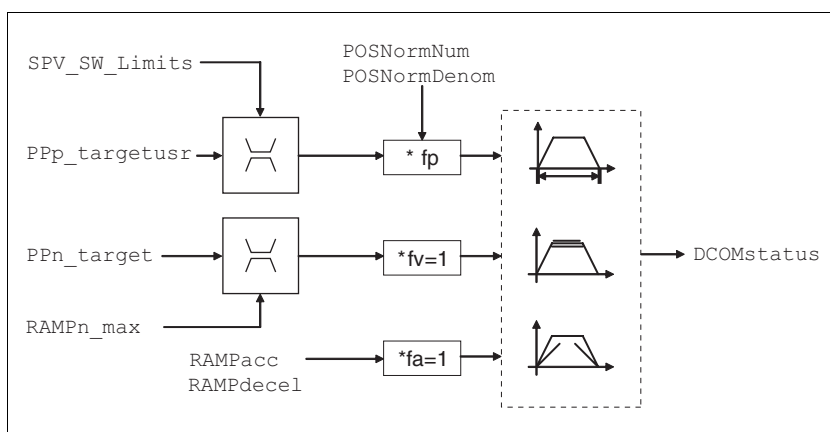 POSNormNum
POSNormDenom
SPV_SW_Limits
PPp_targetusr
* fp
PPn_target
*fv=1
DCOMstatus
RAMPn_max
RAMPacc
RAMPdecel
*fa=1